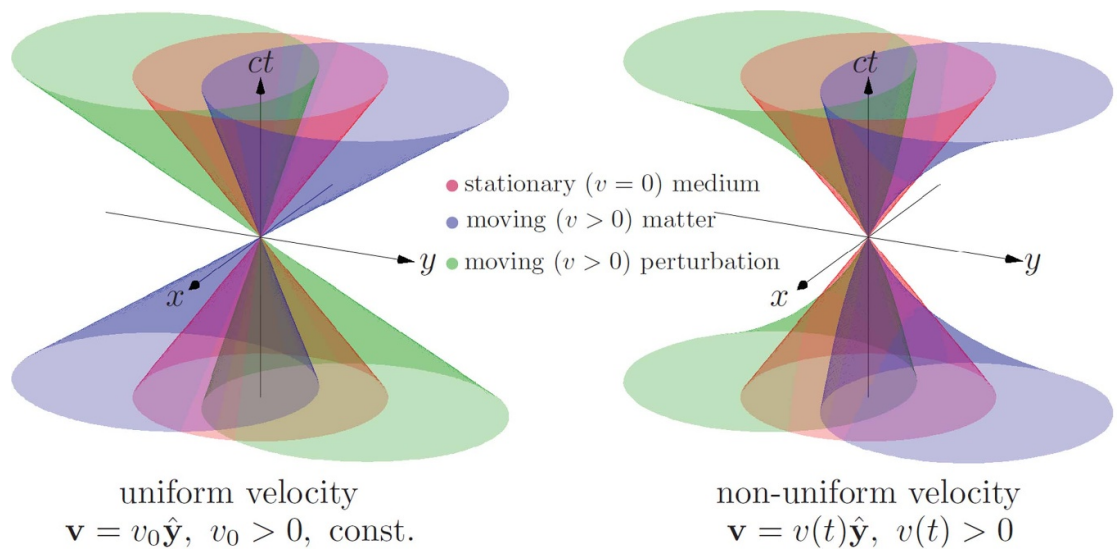 ct
ct
stationary (v = 0) medium
moving (v > 0) matter
moving (v > 0) perturbation
y
x
y
x
uniform velocity
v = v₀ŷ, v₀ > 0, const.
non-uniform velocity
v = v(t)ŷ, v(t) > 0